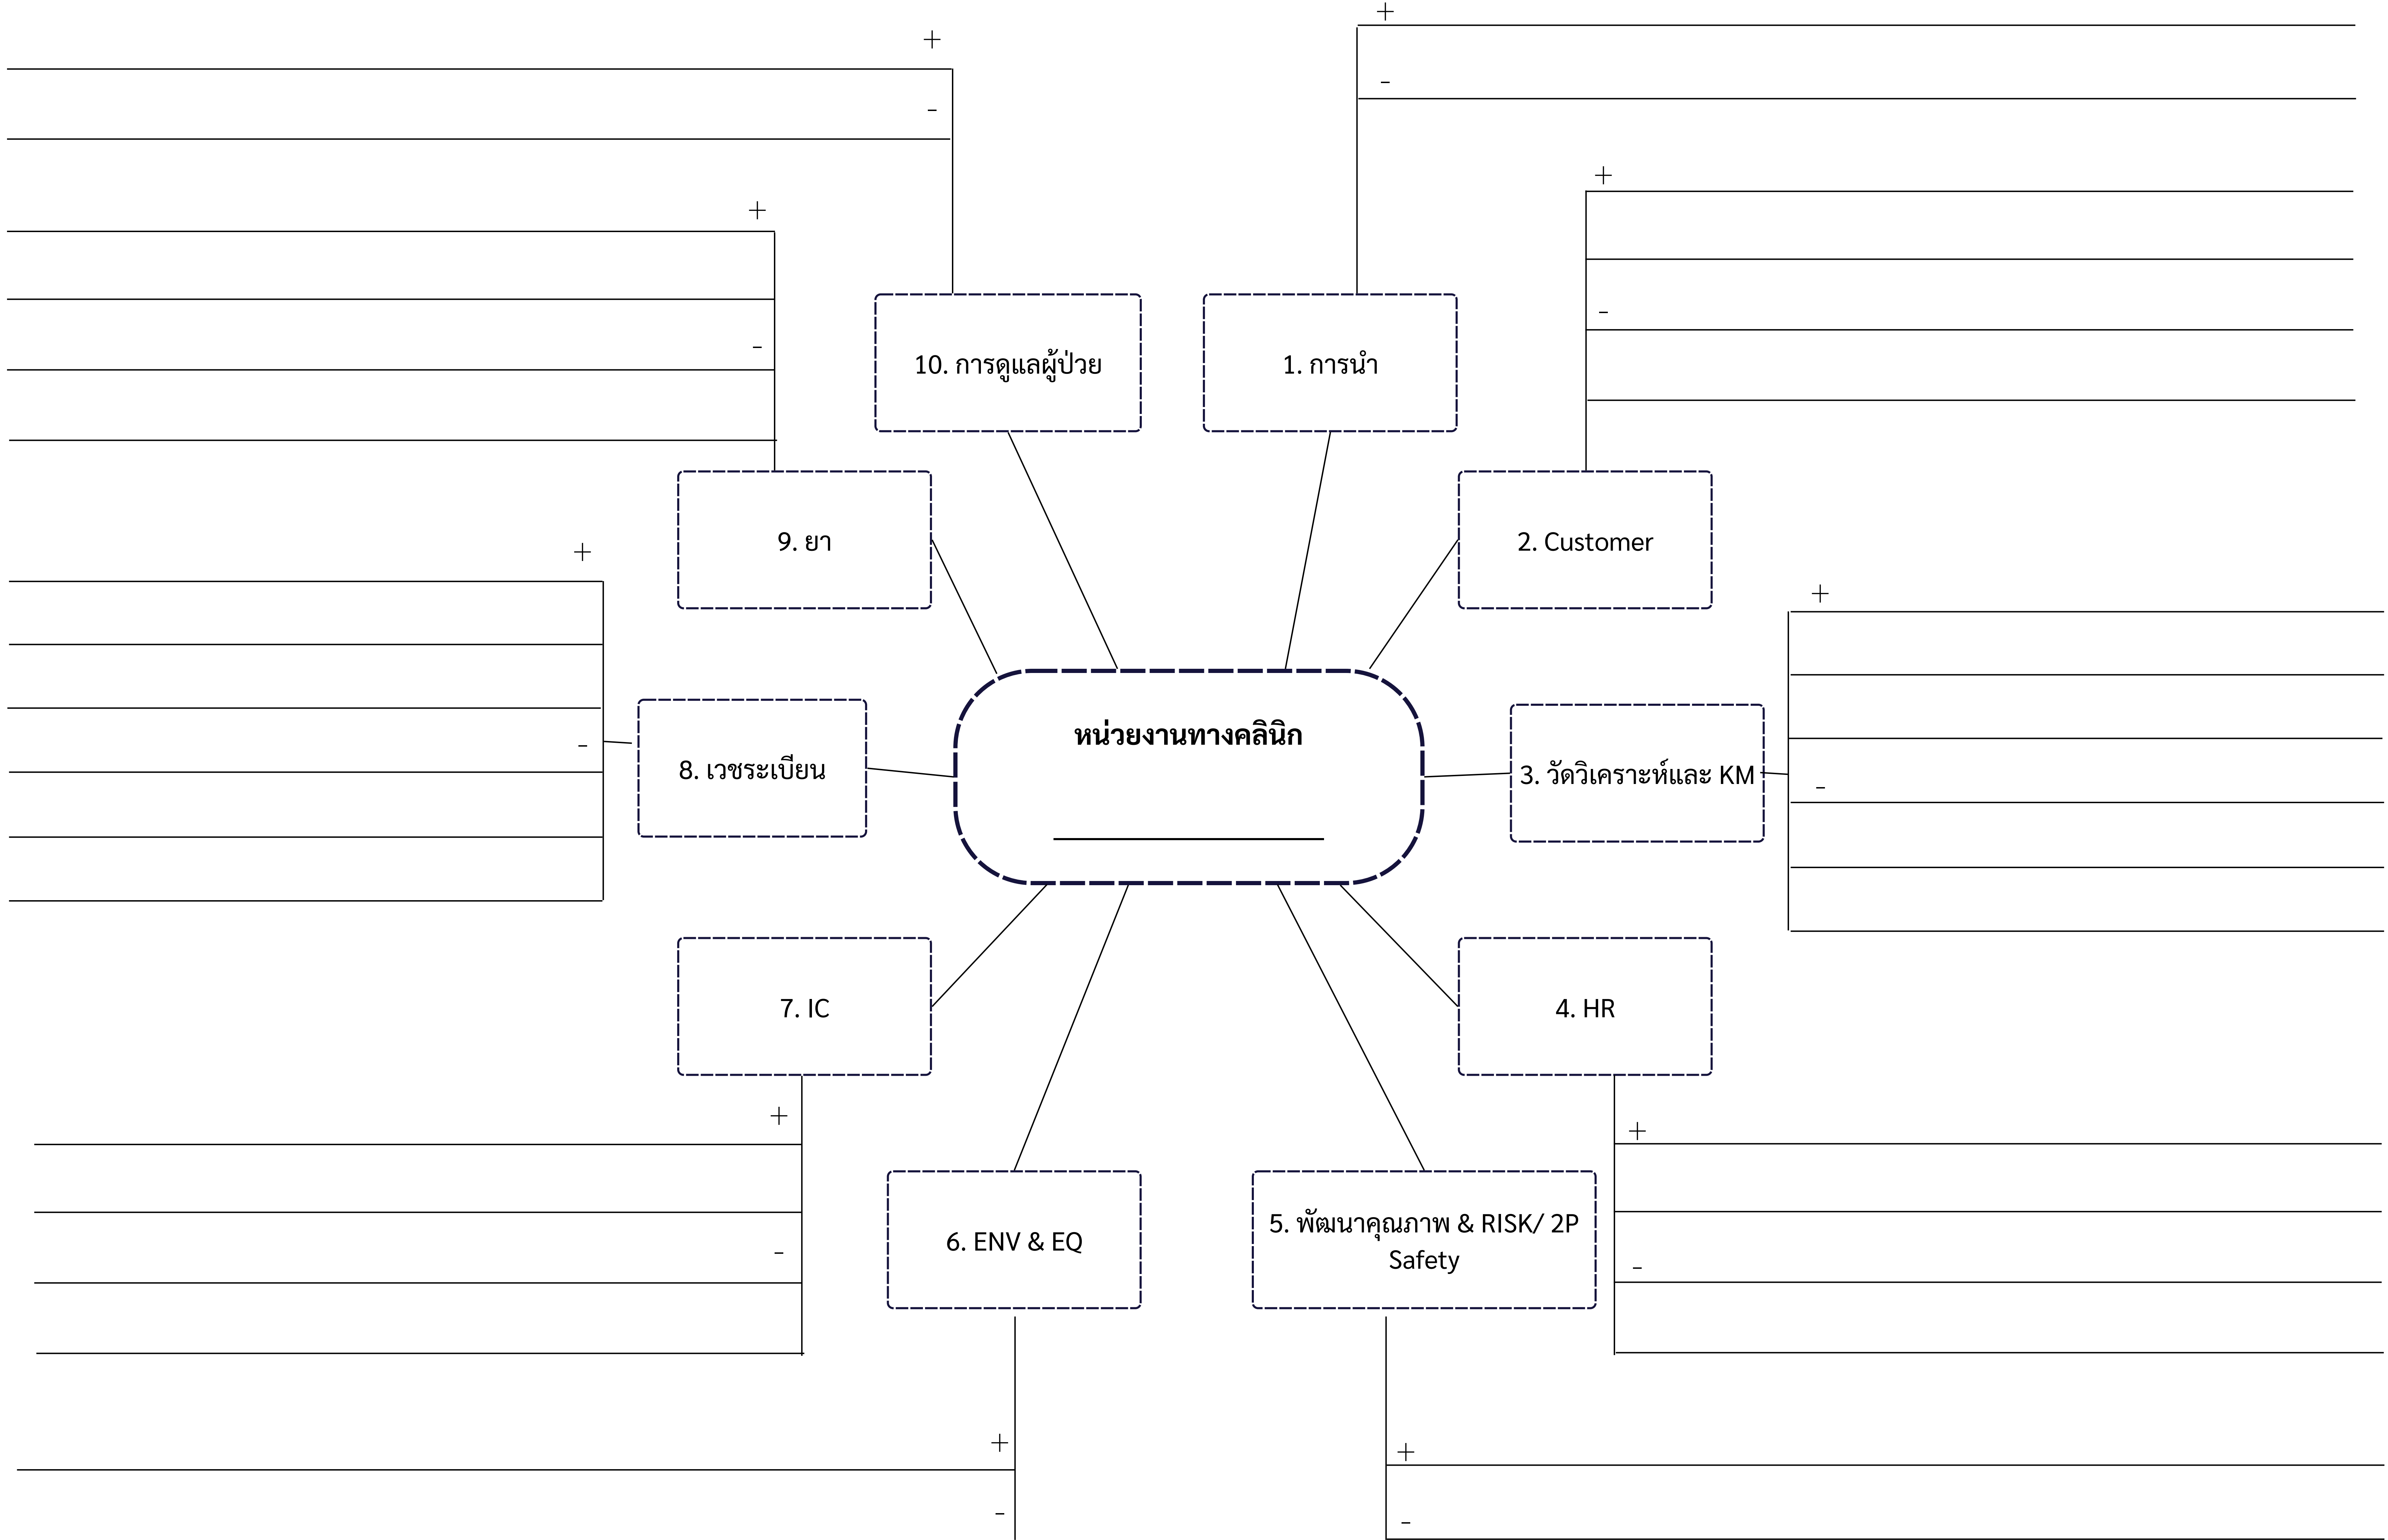 หน่วยงานทางคลินิก
+
-
1. การนำ
+
-
2. Customer
+
-
3. วัดวิเคราะห์และ KM
+
-
4. HR
+
-
5. พัฒนาคุณภาพ & RISK/ 2P
Safety
+
-
6. ENV & EQ
+
-
7. IC
+
-
8. เวชระเบียน
+
-
9. ยา
+
-
10. การดูแลผู้ป่วย
+
-